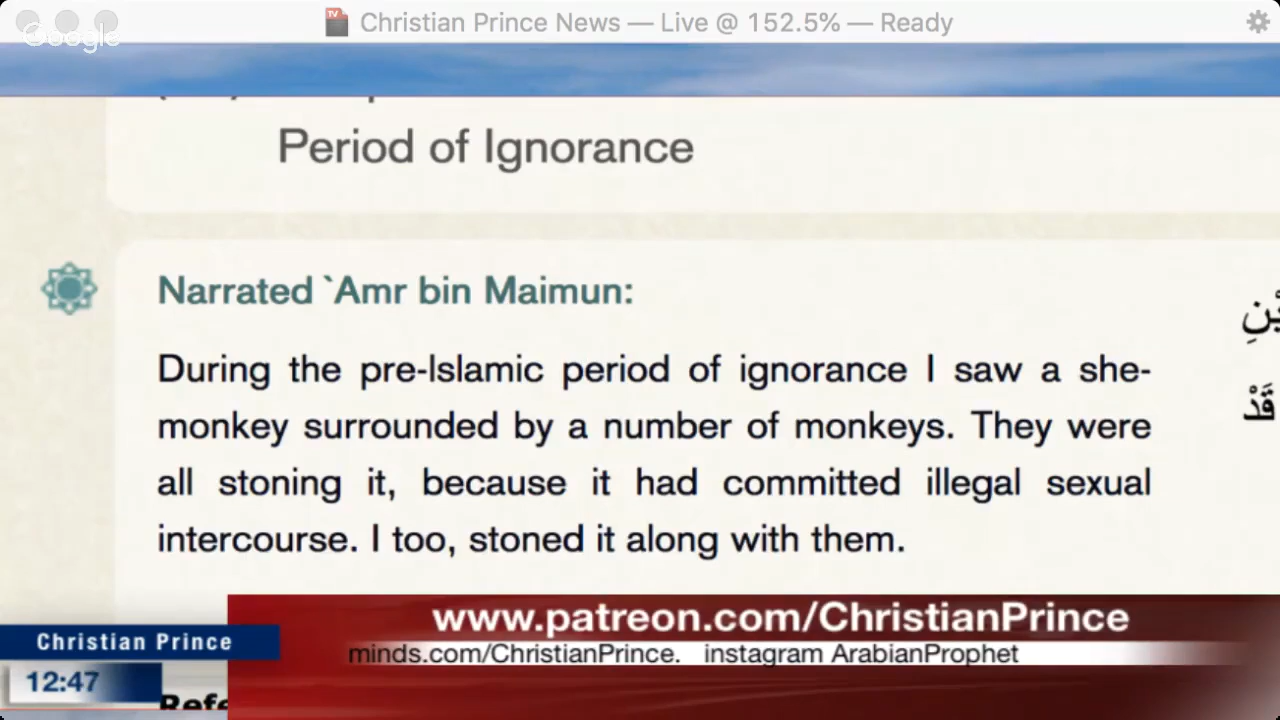 Christian Prince News — Live @ 152.5% — Ready
Google
Period of Ignorance
Narrated `Amr bin Maimun:
During the pre-Islamic period of ignorance I saw a she-
monkey surrounded by a number of monkeys. They were
all stoning it, because it had committed illegal sexual
intercourse. I too, stoned it along with them.
قَدْ
www.patreon.com/ChristianPrince
Christian Prince
minds.com/ChristianPrince. instagram ArabianProphet
12:47